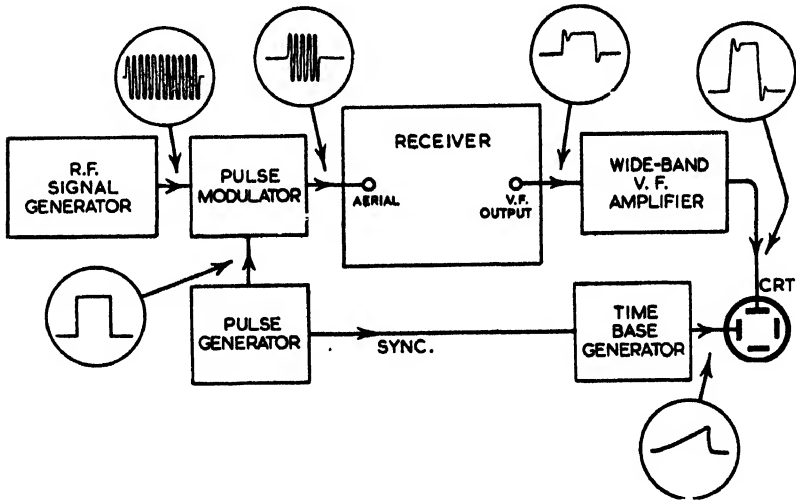 R.F.
SIGNAL
GENERATOR
PULSE
MODULATOR
RECEIVER
AERIAL
V.F.
OUTPUT
WIDE-BAND
V. F.
AMPLIFIER
CRT
PULSE
GENERATOR
SYNC.
TIME
BASE
GENERATOR